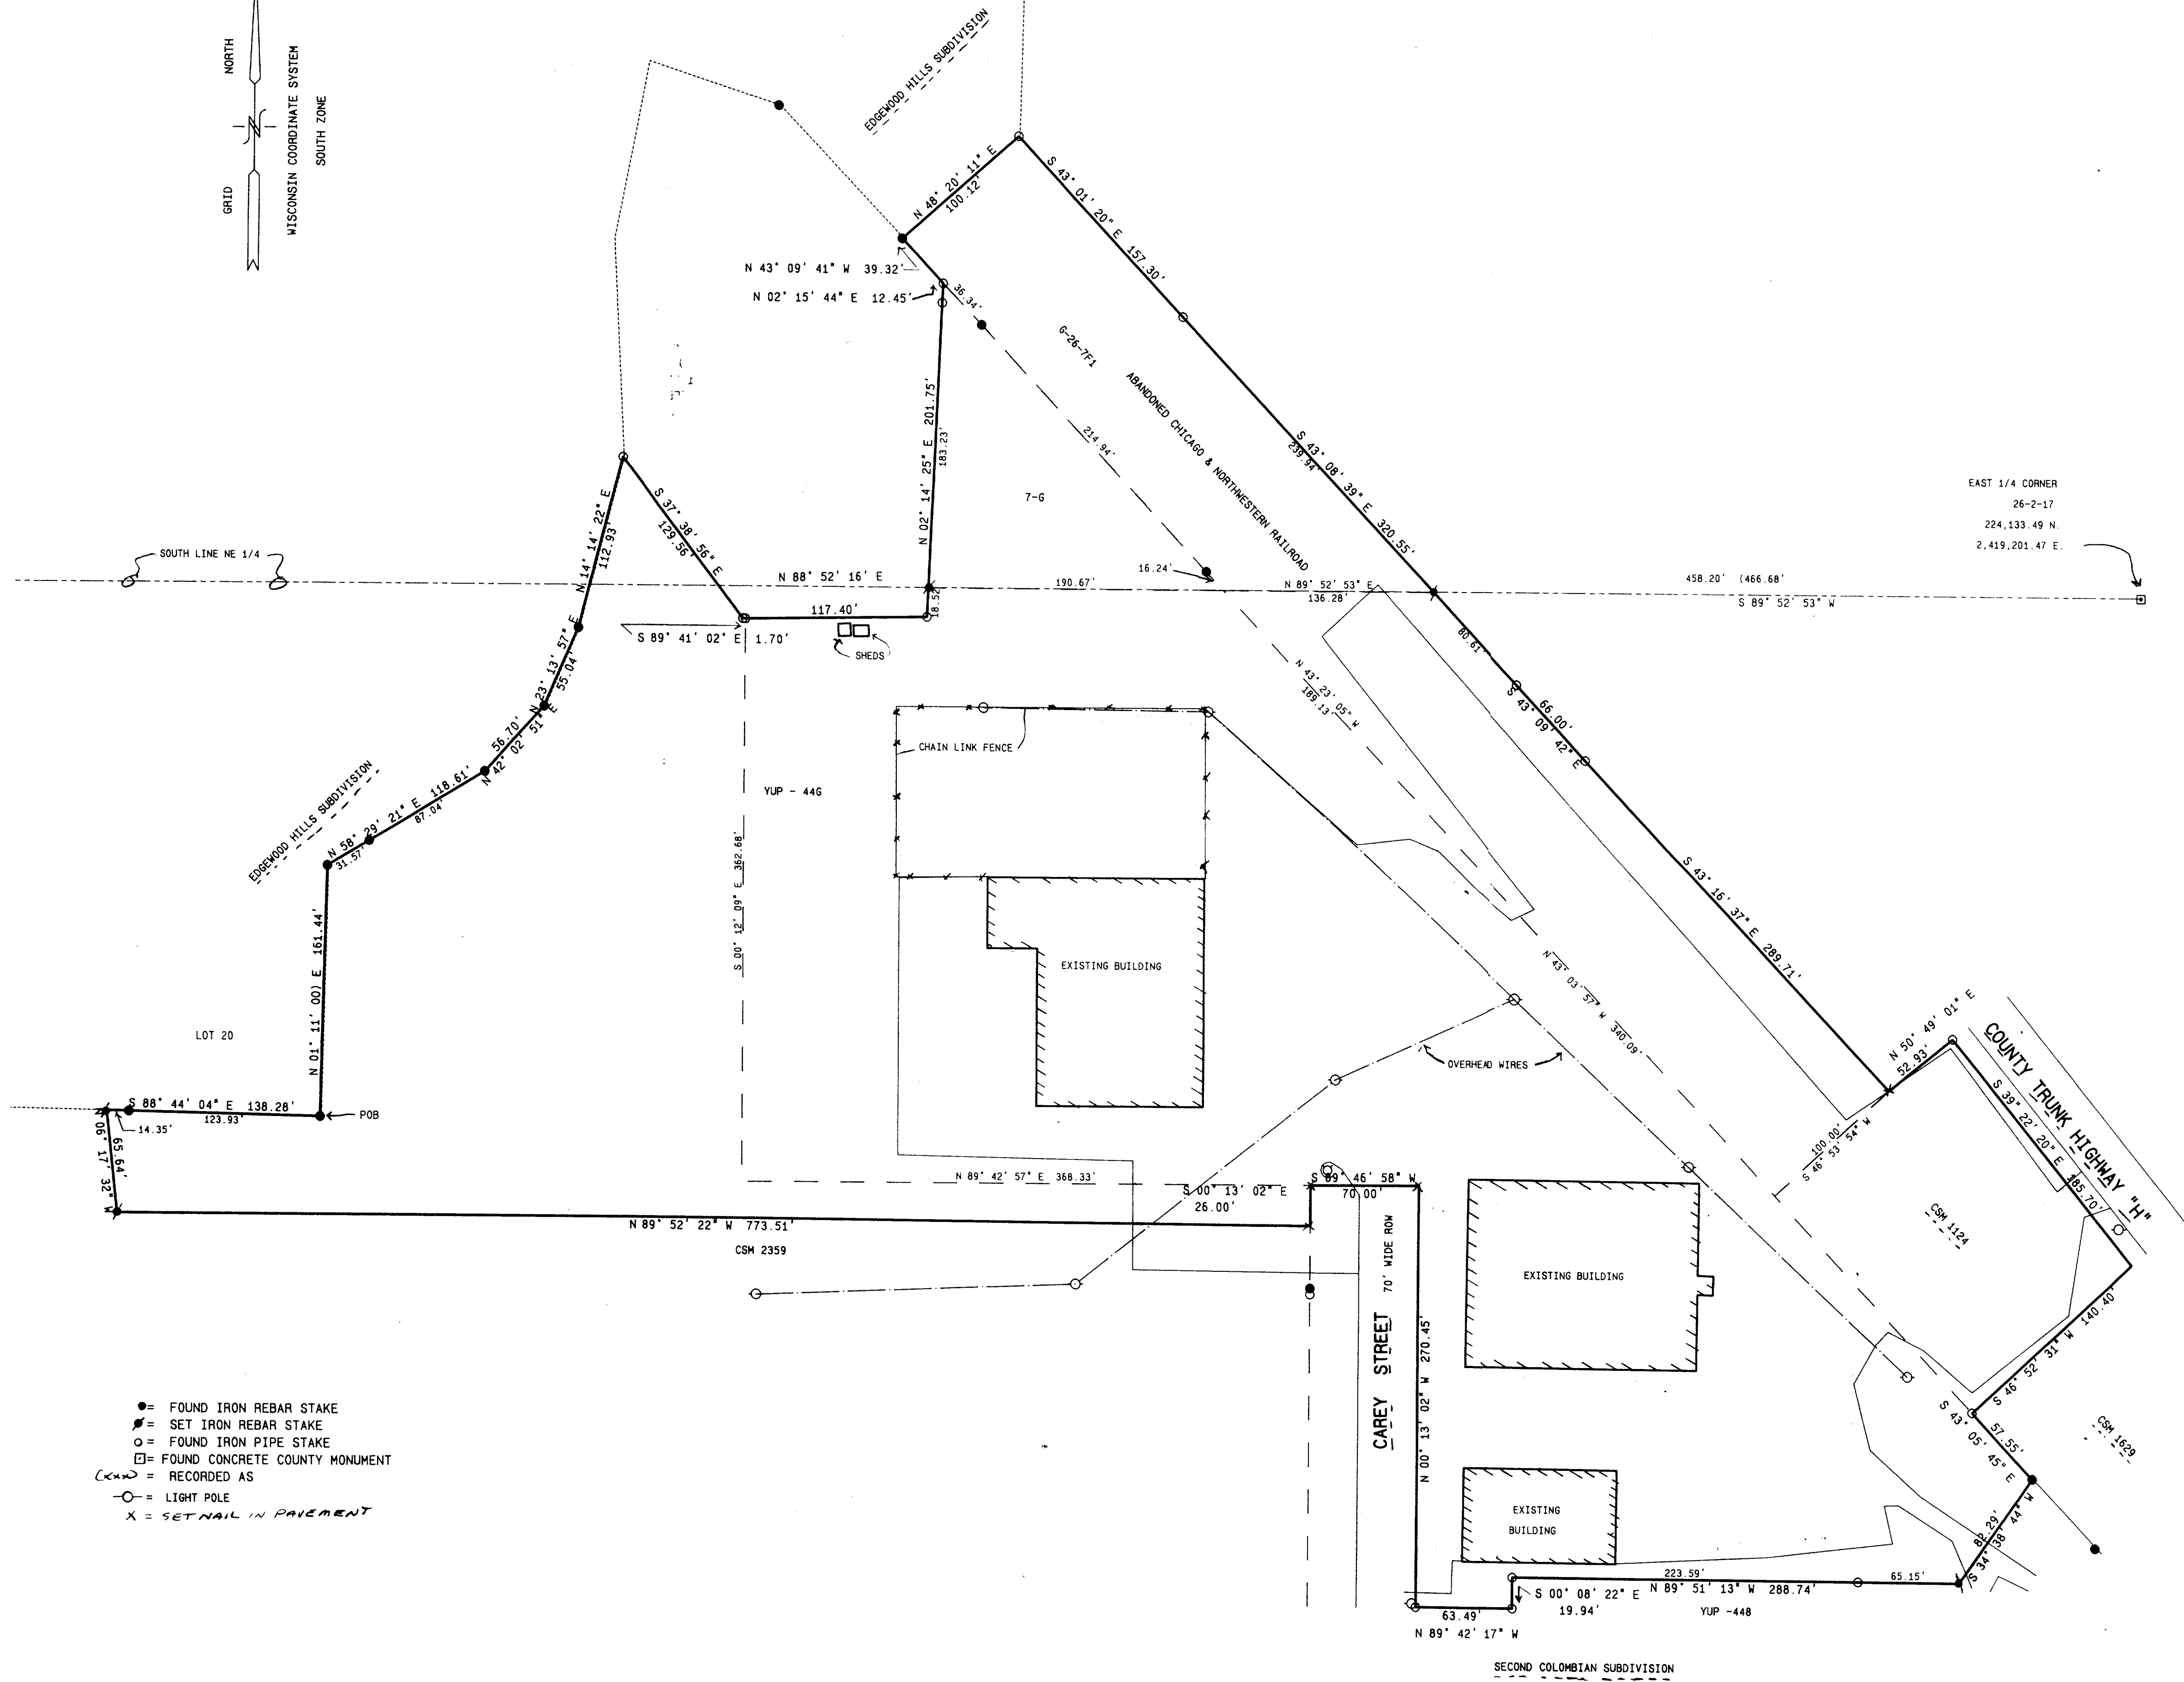 NORTH
GRID
WISCONSIN COORDINATE SYSTEM
SOUTH ZONE
EDGEWOOD HILLS SUBDIVISION
N 48° 20' 11" E
100.12'
S 43° 01' 20" E 157.30'
N 43° 09' 41" W 39.32'
N 02° 15' 44" E 12.45'
36.34'
G-26-7F1
ABANDONED CHICAGO & NORTHWESTERN RAILROAD
214.94'
N 02° 14' 25" E 201.75'
183.23'
7-G
S 43° 08' 39" E 320.55'
239.94'
EAST 1/4 CORNER
26-2-17
224,133.49 N.
2,419,201.47 E.
N 14° 14' 22" E
112.93'
S 37° 38' 56" E
129.56'
SOUTH LINE NE 1/4
N 88° 52' 16" E
190.67'
16.24'
N 89° 52' 53" E
136.28'
458.20' (466.68'
S 89° 52' 53" W
18.52'
117.40'
S 89° 41' 02" E 1.70'
SHEDS
80.61'
N 23° 13' 57" E
55.04'
N 43° 23' 05" W
189.13'
66.00'
S 43° 09' 42" E
56.70'
N 42° 02' 51" E
CHAIN LINK FENCE
YUP - 44G
EDGEWOOD HILLS SUBDIVISION
N 58° 29' 21" E 118.61'
87.04'
31.57'
S 00° 12' 09" E 362.68'
S 43° 16' 37" E 289.71'
N 01° 11' 00) E 161.44'
EXISTING BUILDING
N 43° 03' 57" W 340.09'
LOT 20
N 50° 49' 01" E
52.93'
COUNTY TRUNK HIGHWAY "H"
OVERHEAD WIRES
S 39° 22' 20" E 185.70'
S 88° 44' 04" E 138.28'
123.93'
POB
14.35'
65.64'
06° 17' 32" W
100.00'
S 46° 53' 54" W
N 89° 42' 57" E 368.33'
S 89° 46' 58" W
70.00'
S 00° 13' 02" E
26.00'
CSM 1124
N 89° 52' 22" W 773.51'
CSM 2359
70' WIDE ROW
CAREY STREET
N 00° 13' 02" W 270.45'
EXISTING BUILDING
S 46° 52' 31" W 140.40'
S 43° 05' 45" E
57.55'
CSM 1629
●= FOUND IRON REBAR STAKE
= SET IRON REBAR STAKE
○= FOUND IRON PIPE STAKE
⊡= FOUND CONCRETE COUNTY MONUMENT
(xxx) = RECORDED AS
= LIGHT POLE
X = SET NAIL IN PAVEMENT
EXISTING
BUILDING
82.29'
S 34° 38' 44" W
223.59'
65.15'
S 00° 08' 22" E
19.94'
N 89° 51' 13" W 288.74'
YUP -448
63.49'
N 89° 42' 17" W
SECOND COLOMBIAN SUBDIVISION